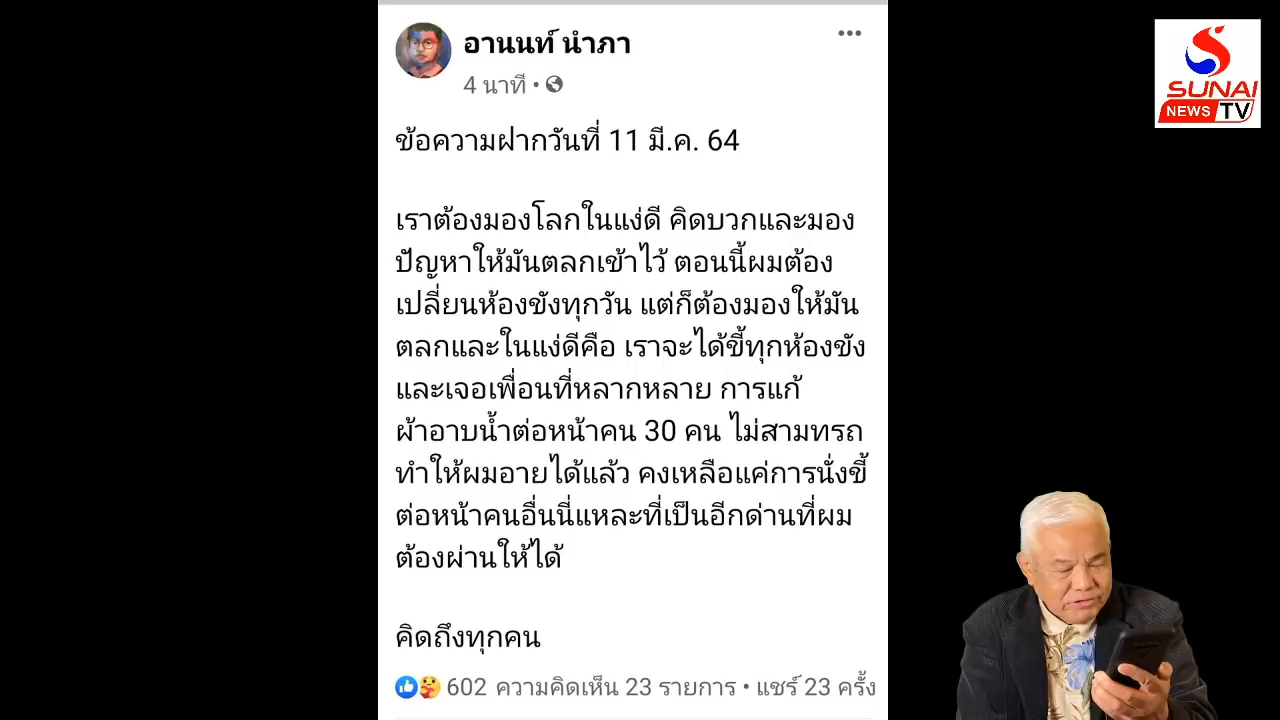 อานนท์ นำภา
4 นาที •
ข้อความฝากวันที่ 11 มี.ค. 64
เราต้องมองโลกในแง่ดี คิดบวกและมอง
ปัญหาให้มันตลกเข้าไว้ ตอนนี้ผมต้อง
เปลี่ยนห้องขังทุกวัน แต่ก็ต้องมองให้มัน
ตลกและในแง่ดีคือ เราจะได้ขี้ทุกห้องขัง
และเจอเพื่อนที่หลากหลาย การแก้
ผ้าอาบน้ำต่อหน้าคน 30 คน ไม่สามทรถ
ทำให้ผมอายได้แล้ว คงเหลือแค่การนั่งขี้
ต่อหน้าคนอื่นนี่แหละที่เป็นอีกด่านที่ผม
ต้องผ่านให้ได้
คิดถึงทุกคน
602 ความคิดเห็น 23 รายการ • แชร์ 23 ครั้ง
SUNAI
NEWS TV